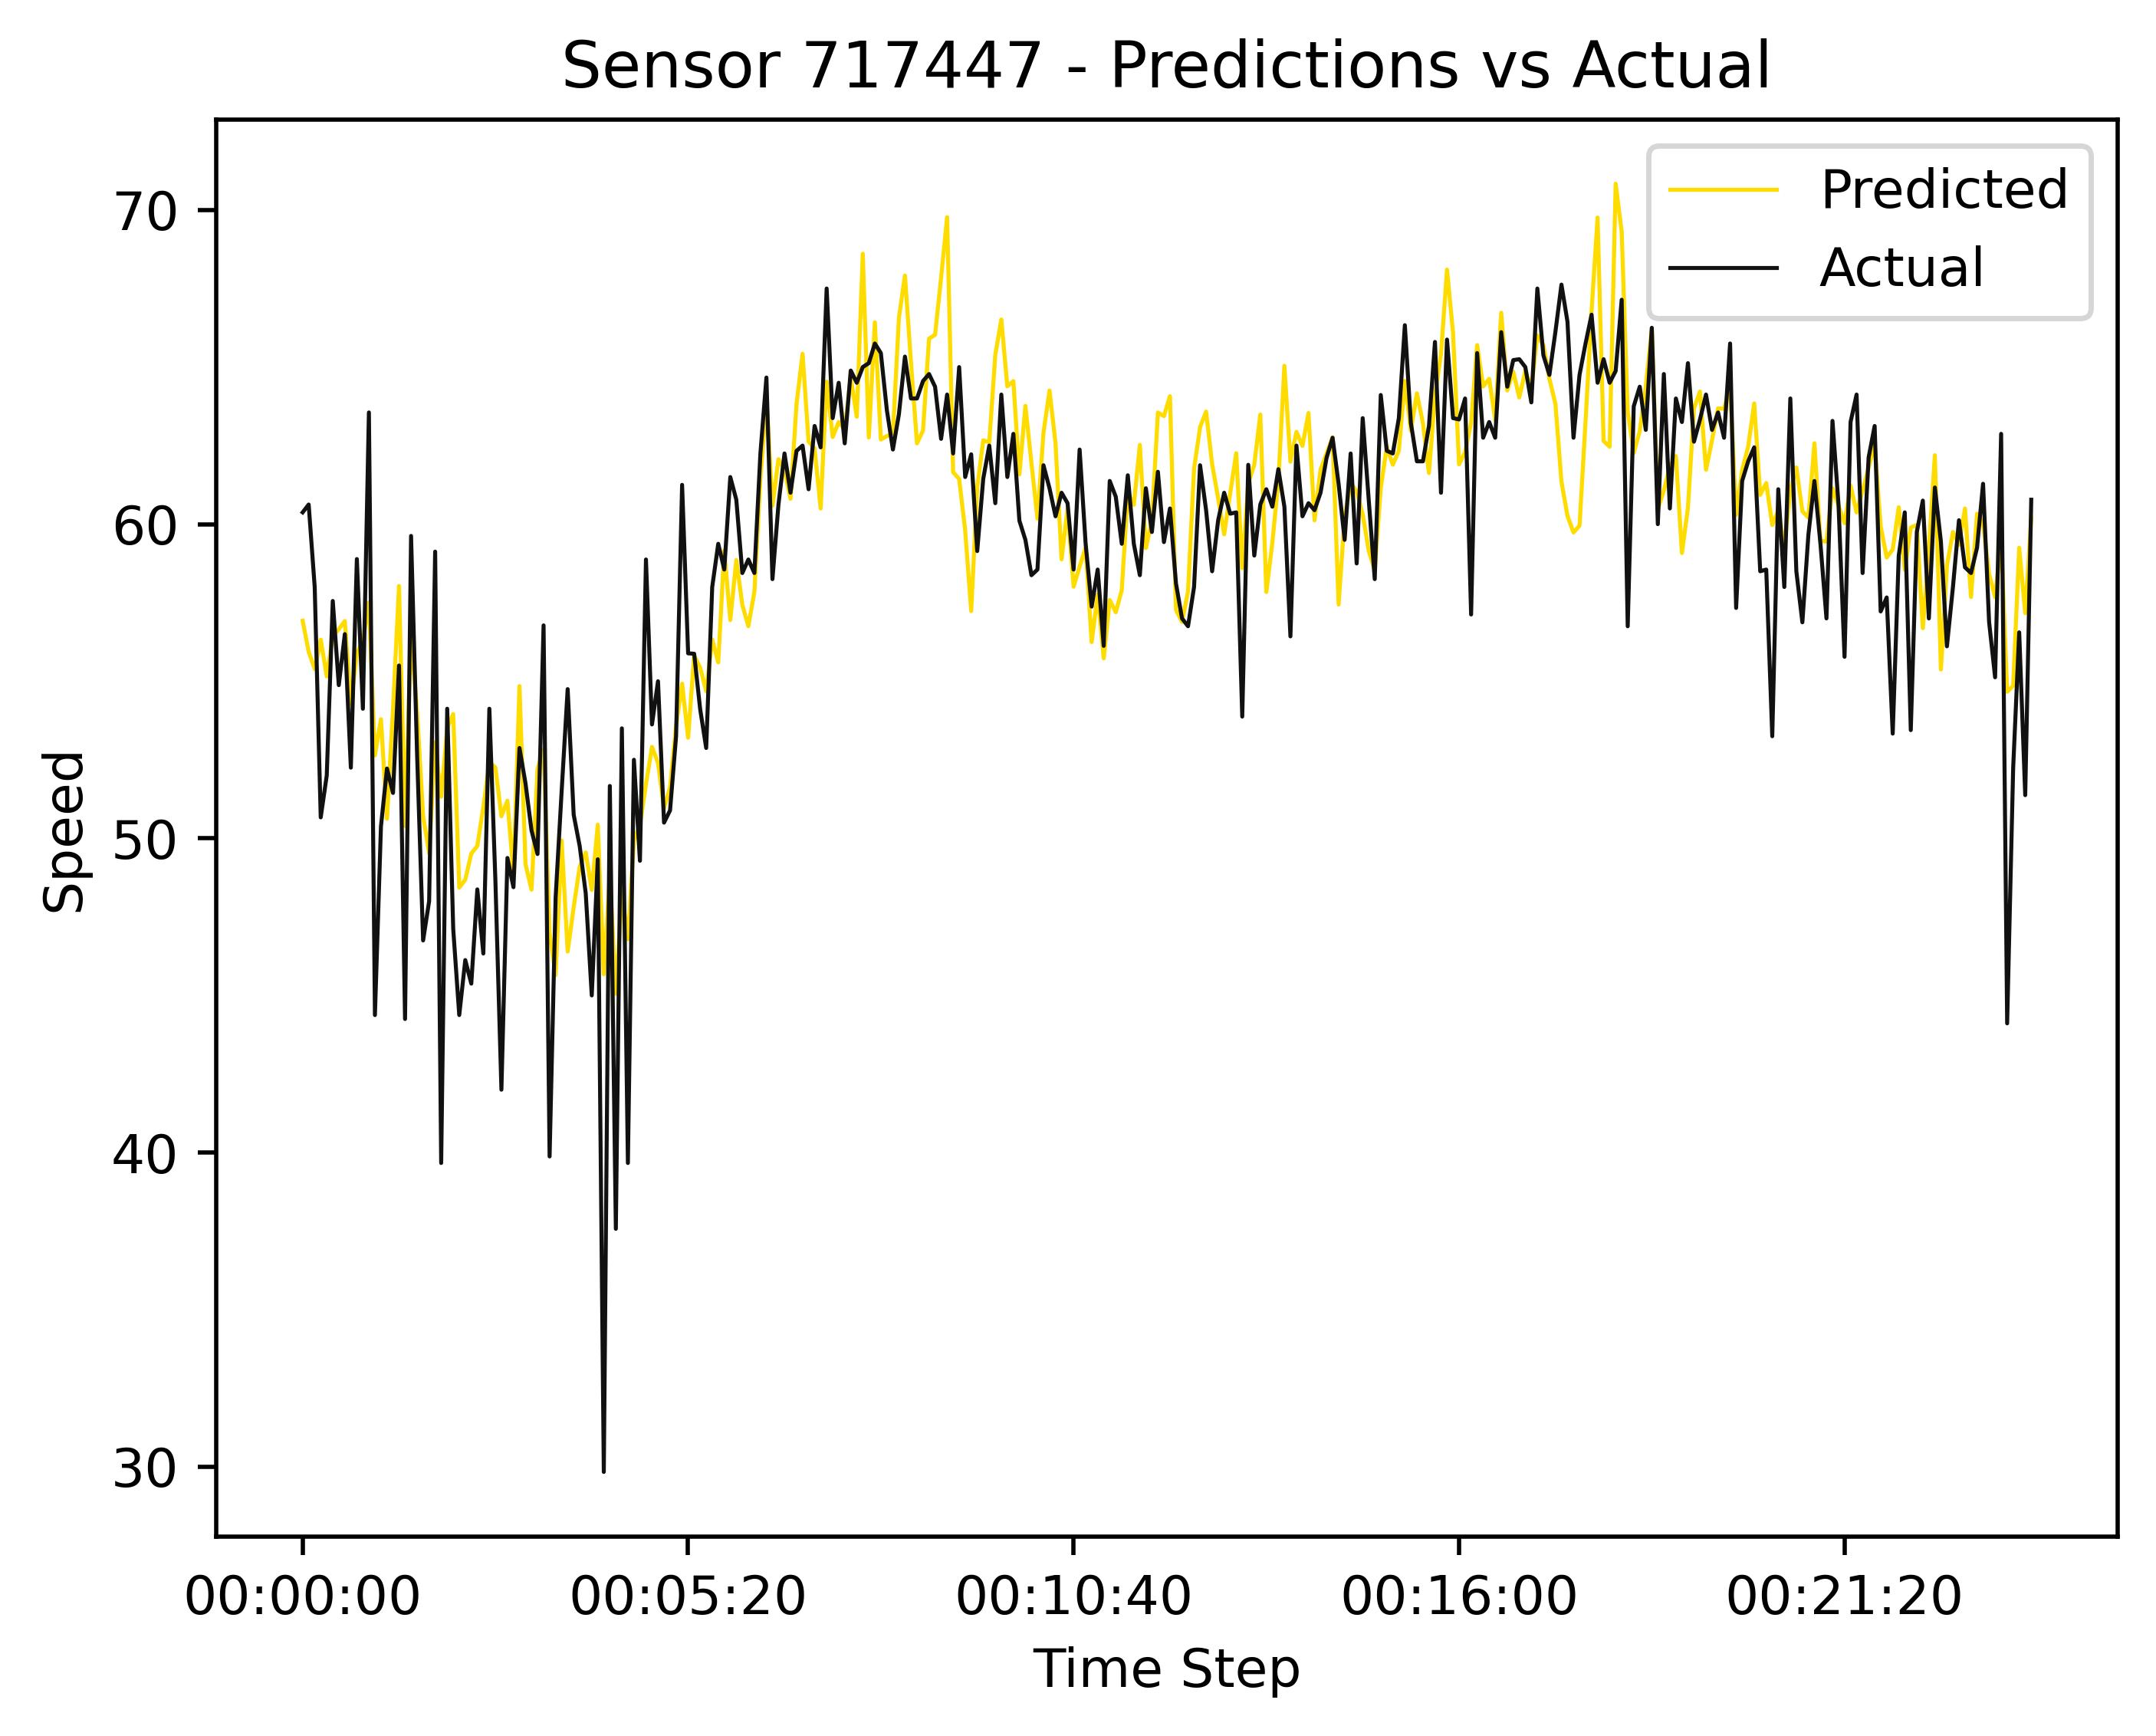 Sensor 717447 - Predictions vs Actual
Predicted
Actual
70
60
50
40
30
Speed
00:00:00
00:05:20
00:10:40
00:16:00
00:21:20
Time Step